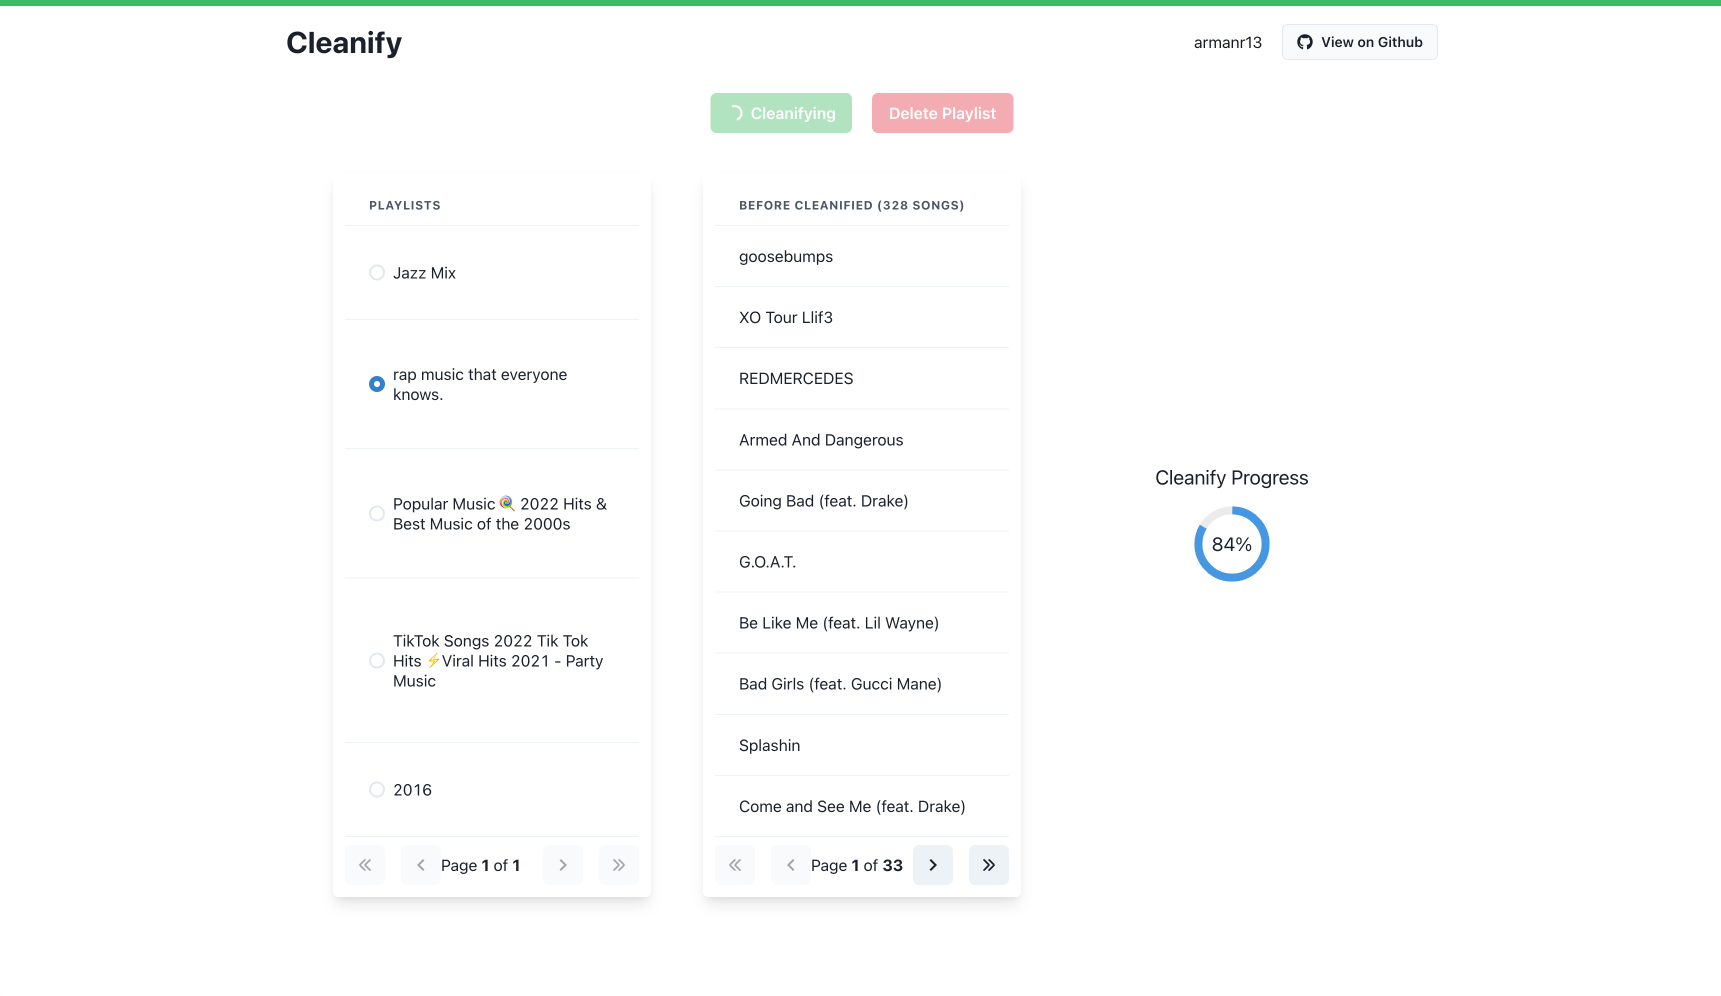 Cleanify
armanr13
View on Github
Cleanifying
Delete Playlist
PLAYLISTS
Jazz Mix
rap music that everyone
knows.
Popular Music 🍭 2022 Hits &
Best Music of the 2000s
TikTok Songs 2022 Tik Tok
Hits ⚡Viral Hits 2021 - Party
Music
2016
Page 1 of 1
BEFORE CLEANIFIED (328 SONGS)
goosebumps
XO Tour Llif3
REDMERCEDES
Armed And Dangerous
Going Bad (feat. Drake)
G.O.A.T.
Be Like Me (feat. Lil Wayne)
Bad Girls (feat. Gucci Mane)
Splashin
Come and See Me (feat. Drake)
Page 1 of 33
Cleanify Progress
84%